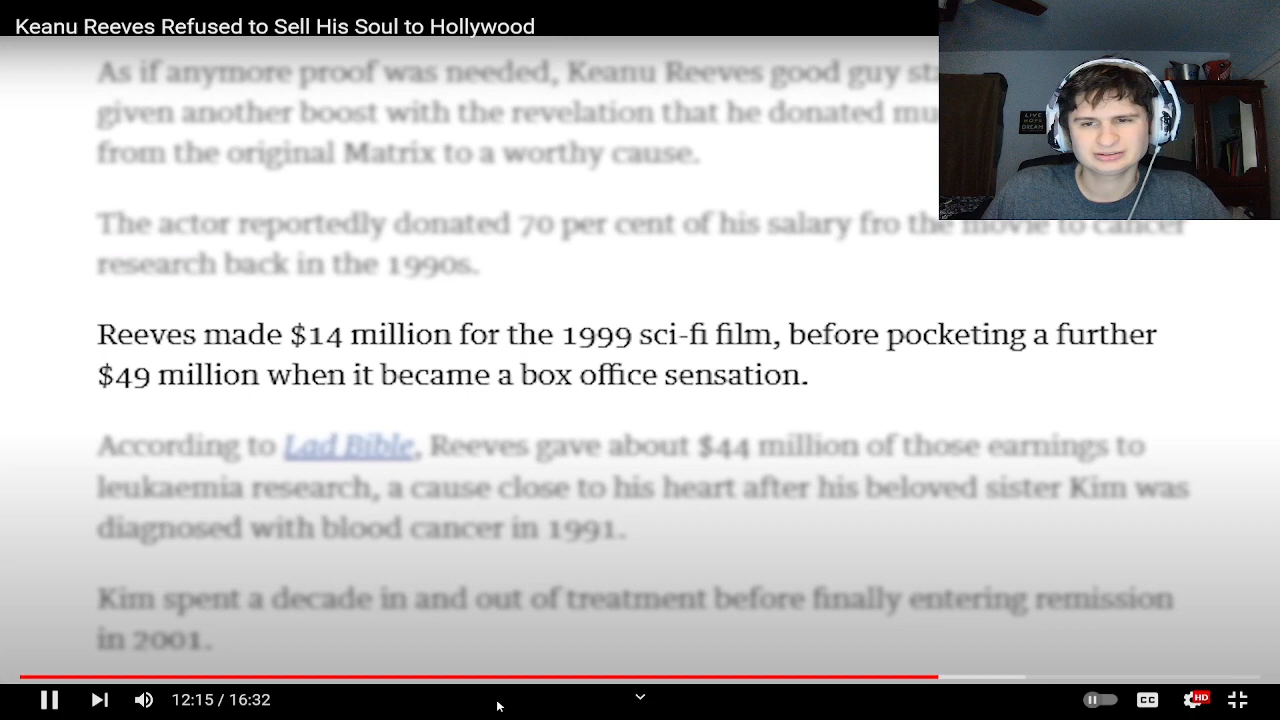 Keanu Reeves Refused to Sell His Soul to Hollywood
As if anymore proof was needed, Keanu Reeves good guy
given another boost with the revelation that he donated
from the original Matrix to a worthy cause.
LIVE
HOPE
DREAM
The actor reportedly donated 70 per cent of his salary fro the movie to cancer
research back in the 1990s.
Reeves made $14 million for the 1999 sci-fi film, before pocketing a further
$49 million when it became a box office sensation.
According to Lad Bible, Reeves gave about $44 million of those earnings to
leukaemia research, a cause close to his heart after his beloved sister Kim was
diagnosed with blood cancer in 1991.
Kim spent a decade in and out of treatment before finally entering remission
in 2001.
12:15 / 16:32
CC
HD